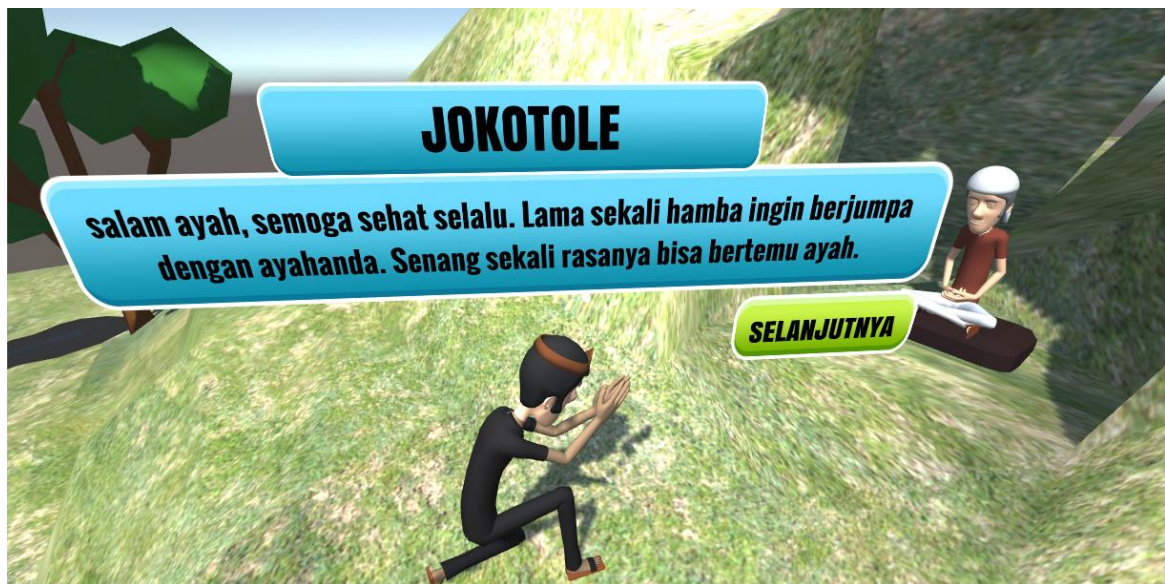 JOKOTOLE
salam ayah, semoga sehat selalu. Lama sekali hamba ingin berjumpa
dengan ayahanda. Senang sekali rasanya bisa bertemu ayah.
SELANJUTNYA